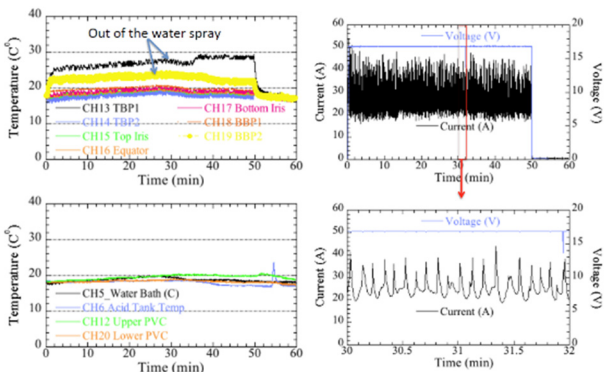 Out of the water spray
Temperature (C⁰)
40
30
20
10
0
CH13 TBP1
CH14 TBP2
CH15 Top Iris
CH16 Equator
CH17 Bottom Iris
CH18 BBP1
CH19 BBP2
0 10 20 30 40 50 60
Time (min)
Current (A)
60
50
40
30
20
10
0
Voltage (V)
Current (A)
20
15
10
5
0
Voltage (V)
0 10 20 30 40 50 60
Time (min)
Temperature (C⁰)
40
30
20
10
0
CH5_Water Bath (C)
CH6 Acid Tank Temp.
CH12 Upper PVC
CH20 Lower PVC
0 10 20 30 40 50 60
Time (min)
Current (A)
60
50
40
30
20
10
0
Voltage (V)
Current (A)
20
15
10
5
0
Voltage (V)
30 30.5 31 31.5 32
Time (min)